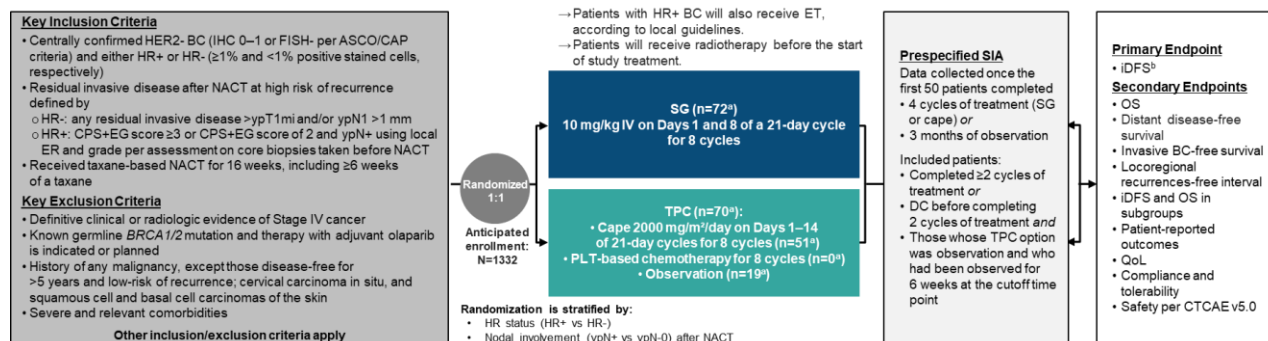 Key Inclusion Criteria
• Centrally confirmed HER2- BC (IHC 0–1 or FISH- per ASCO/CAP
criteria) and either HR+ or HR- (≥1% and <1% positive stained cells,
respectively)
• Residual invasive disease after NACT at high risk of recurrence
defined by
○ HR-: any residual invasive disease >ypT1mi and/or ypN1 >1 mm
○ HR+: CPS+EG score ≥3 or CPS+EG score of 2 and ypN+ using local
ER and grade per assessment on core biopsies taken before NACT
• Received taxane-based NACT for 16 weeks, including ≥6 weeks
of a taxane
Key Exclusion Criteria
• Definitive clinical or radiologic evidence of Stage IV cancer
• Known germline BRCA1/2 mutation and therapy with adjuvant olaparib
is indicated or planned
• History of any malignancy, except those disease-free for
>5 years and low-risk of recurrence; cervical carcinoma in situ, and
squamous cell and basal cell carcinomas of the skin
• Severe and relevant comorbidities
Other inclusion/exclusion criteria apply
Randomized
1:1
Anticipated
enrollment:
N=1332
→ Patients with HR+ BC will also receive ET,
according to local guidelines.
→ Patients will receive radiotherapy before the start
of study treatment.
SG (n=72ᵃ)
10 mg/kg IV on Days 1 and 8 of a 21-day cycle
for 8 cycles
TPC (n=70ᵃ):
• Cape 2000 mg/m²/day on Days 1–14
of 21-day cycles for 8 cycles (n=51ᵃ)
• PLT-based chemotherapy for 8 cycles (n=0ᵃ)
• Observation (n=19ᵃ)
Randomization is stratified by:
• HR status (HR+ vs HR-)
• Nodal involvement (ypN+ vs ypN-0) after NACT
Prespecified SIA
Data collected once the
first 50 patients completed
• 4 cycles of treatment (SG
or cape) or
• 3 months of observation
Included patients:
• Completed ≥2 cycles of
treatment or
• DC before completing
2 cycles of treatment and
• Those whose TPC option
was observation and who
had been observed for
6 weeks at the cutoff time
point
Primary Endpoint
• iDFSᵇ
Secondary Endpoints
• OS
• Distant disease-free
survival
• Invasive BC-free survival
• Locoregional
recurrences-free interval
• iDFS and OS in
subgroups
• Patient-reported
outcomes
• QoL
• Compliance and
tolerability
• Safety per CTCAE v5.0